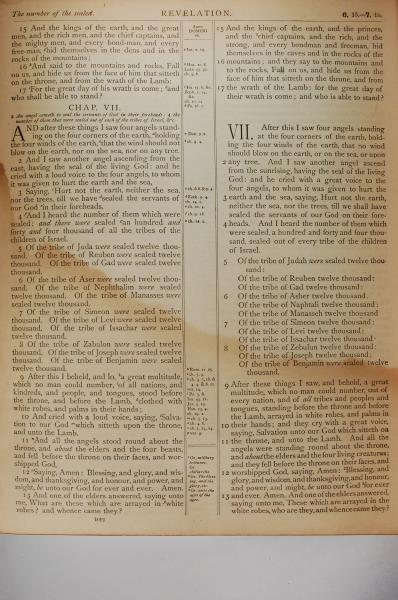 The number of the sealed.
REVELATION.
6. 15.—7. 13.
15 And the kings of the earth, and the great
men, and the rich men, and the chief captains, and
the mighty men, and every bond-man, and every
free-man, hid themselves in the dens and in the
rocks of the mountains;
16 And said to the mountains and rocks, Fall
on us, and hide us from the face of him that sitteth
on the throne, and from the wrath of the Lamb:
17 For the great day of his wrath is come; and
who shall be able to stand?
CHAP. VII.
AND after these things I saw four angels stand-
ing on the four corners of the earth, holding
the four winds of the earth, that the wind should not
blow on the earth, nor on the sea, nor on any tree.
2 And I saw another angel ascending from the
east, having the seal of the living God: and he
cried with a loud voice to the four angels, to whom
it was given to hurt the earth and the sea,
3 Saying, Hurt not the earth, neither the sea,
nor the trees, till we have sealed the servants of
our God in their foreheads.
4 And I heard the number of them which were
sealed: and there were sealed an hundred and
forty and four thousand of all the tribes of the
children of Israel.
5 Of the tribe of Juda were sealed twelve thou-
sand. Of the tribe of Reuben were sealed twelve
thousand. Of the tribe of Gad were sealed twelve
thousand.
6 Of the tribe of Aser were sealed twelve thou-
sand. Of the tribe of Nephthalim were sealed
twelve thousand. Of the tribe of Manasses were
sealed twelve thousand.
7 Of the tribe of Simeon were sealed twelve
thousand. Of the tribe of Levi were sealed twelve
thousand. Of the tribe of Issachar were sealed
twelve thousand.
8 Of the tribe of Zabulon were sealed twelve
thousand. Of the tribe of Joseph were sealed twelve
thousand. Of the tribe of Benjamin were sealed
twelve thousand.
9 After this I beheld, and lo, a great multitude,
which no man could number, of all nations, and
kindreds, and people, and tongues, stood before
the throne, and before the Lamb, clothed with
white robes, and palms in their hands;
10 And cried with a loud voice, saying, Salva-
tion to our God which sitteth upon the throne,
and unto the Lamb.
11 And all the angels stood round about the
throne, and about the elders and the four beasts,
and fell before the throne on their faces, and wor-
shipped God,
12 Saying, Amen: Blessing, and glory, and wis-
dom, and thanksgiving, and honour, and power, and
might, be unto our God for ever and ever. Amen.
13 And one of the elders answered, saying unto
me, What are these which are arrayed in white
robes? and whence came they?
DOMINI
15 And the kings of the earth, and the princes,
and the chief captains, and the rich, and the
strong, and every bondman and freeman, hid
themselves in the caves and in the rocks of the
16 mountains; and they say to the mountains and
to the rocks, Fall on us, and hide us from the
face of him that sitteth on the throne, and from
17 the wrath of the Lamb: for the great day of
their wrath is come; and who is able to stand?
VII. After this I saw four angels standing
at the four corners of the earth, hold-
ing the four winds of the earth, that no wind
should blow on the earth, or on the sea, or upon
2 any tree. And I saw another angel ascend
from the sunrising, having the seal of the living
God: and he cried with a great voice to the
four angels, to whom it was given to hurt the
3 earth and the sea, saying, Hurt not the earth,
neither the sea, nor the trees, till we shall have
sealed the servants of our God on their fore-
4 heads. And I heard the number of them which
were sealed, a hundred and forty and four thou-
sand, sealed out of every tribe of the children
of Israel.
5 Of the tribe of Judah were sealed twelve thou-
sand:
Of the tribe of Reuben twelve thousand:
Of the tribe of Gad twelve thousand:
6 Of the tribe of Asher twelve thousand:
Of the tribe of Naphtali twelve thousand:
Of the tribe of Manasseh twelve thousand
7 Of the tribe of Simeon twelve thousand:
Of the tribe of Levi twelve thousand:
Of the tribe of Issachar twelve thousand:
8 Of the tribe of Zebulun twelve thousand:
Of the tribe of Joseph twelve thousand:
Of the tribe of Benjamin were sealed twelve
thousand.
9 After these things I saw, and behold, a great
multitude, which no man could number, out of
every nation, and of all tribes and peoples and
tongues, standing before the throne and before
the Lamb, arrayed in white robes, and palms in
10 their hands; and they cry with a great voice,
saying, Salvation unto our God which sitteth on
11 the throne, and unto the Lamb. And all the
angels were standing round about the throne,
and about the elders and the four living creatures;
and they fell before the throne on their faces, and
12 worshipped God, saying, Amen: Blessing, and
glory, and wisdom, and thanksgiving, and honour,
and power, and might, be unto our God for ever
13 and ever. Amen. And one of the elders answered,
saying unto me, These which are arrayed in the
white robes, who are they, and whence came they?